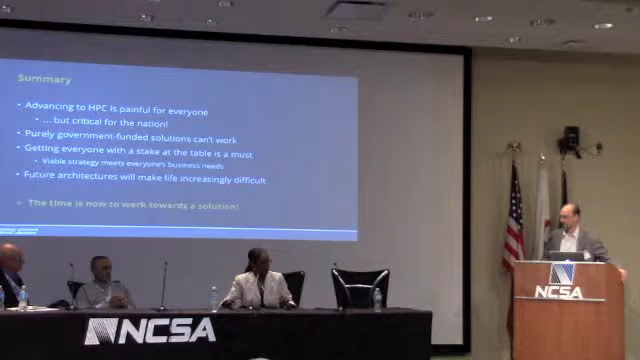 Summary
• Advancing to HPC is painful for everyone
• ... but critical for the nation!
• Purely government-funded solutions can't work
• Getting everyone with a stake at the table is a must
• Viable strategy meets everyone's business needs
• Future architectures will make life increasingly difficult
• The time is now to work towards a solution!
NCSA
NCSA